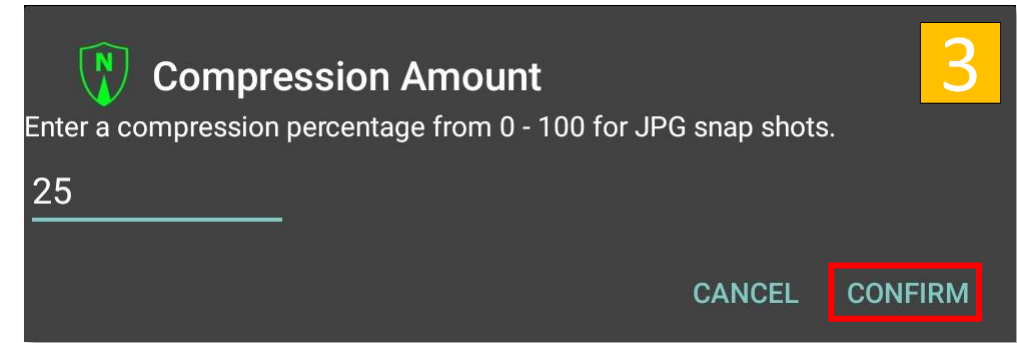 N
Compression Amount
3
Enter a compression percentage from 0 - 100 for JPG snap shots.
25
CANCEL CONFIRM